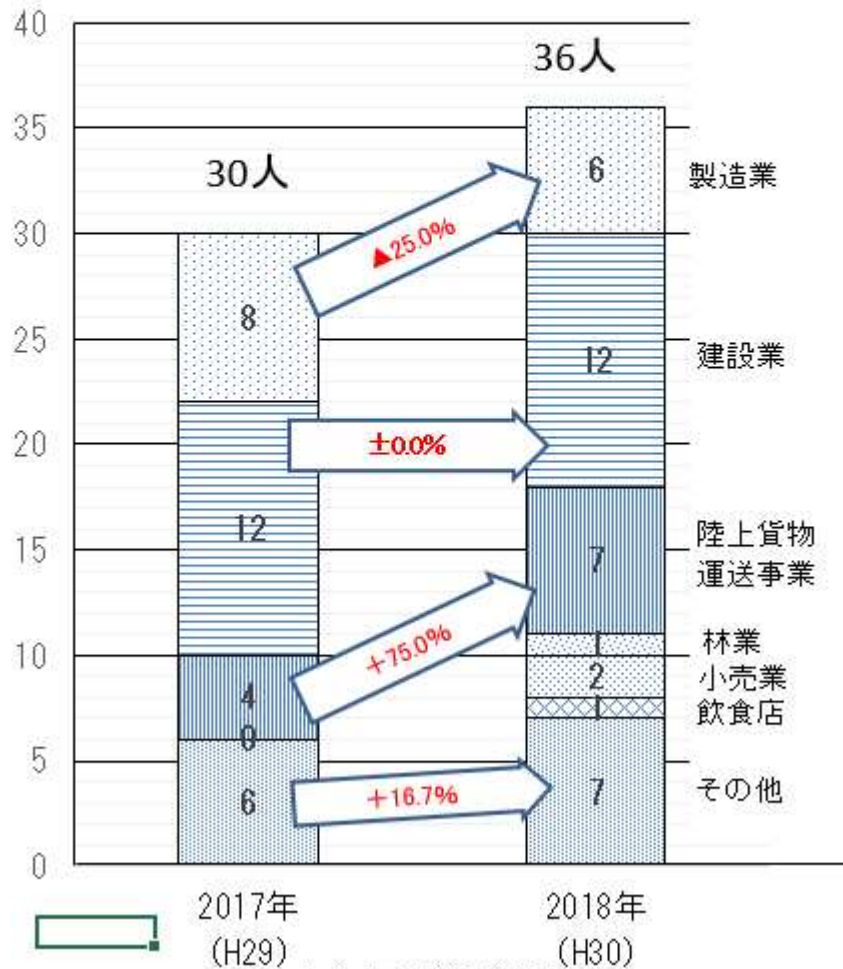 40
36人
35
30人
6
製造業
▲25.0%
30
8
25
12
建設業
20
±0.0%
12
陸上貨物
運送事業
15
7
+75.0%
10
1
林業
4
2
小売業
0
1
飲食店
5
6
+16.7%
7
その他
0
2017年
2018年
(H29)
(H30)